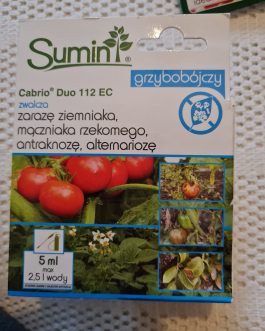 Sumin®
grzybobójczy
Cabrio® Duo 112 EC
zwalcza
zarazę ziemniaka,
mączniaka rzekomego,
antraknozę, alternariozę
5 ml
max
2,5 l wody